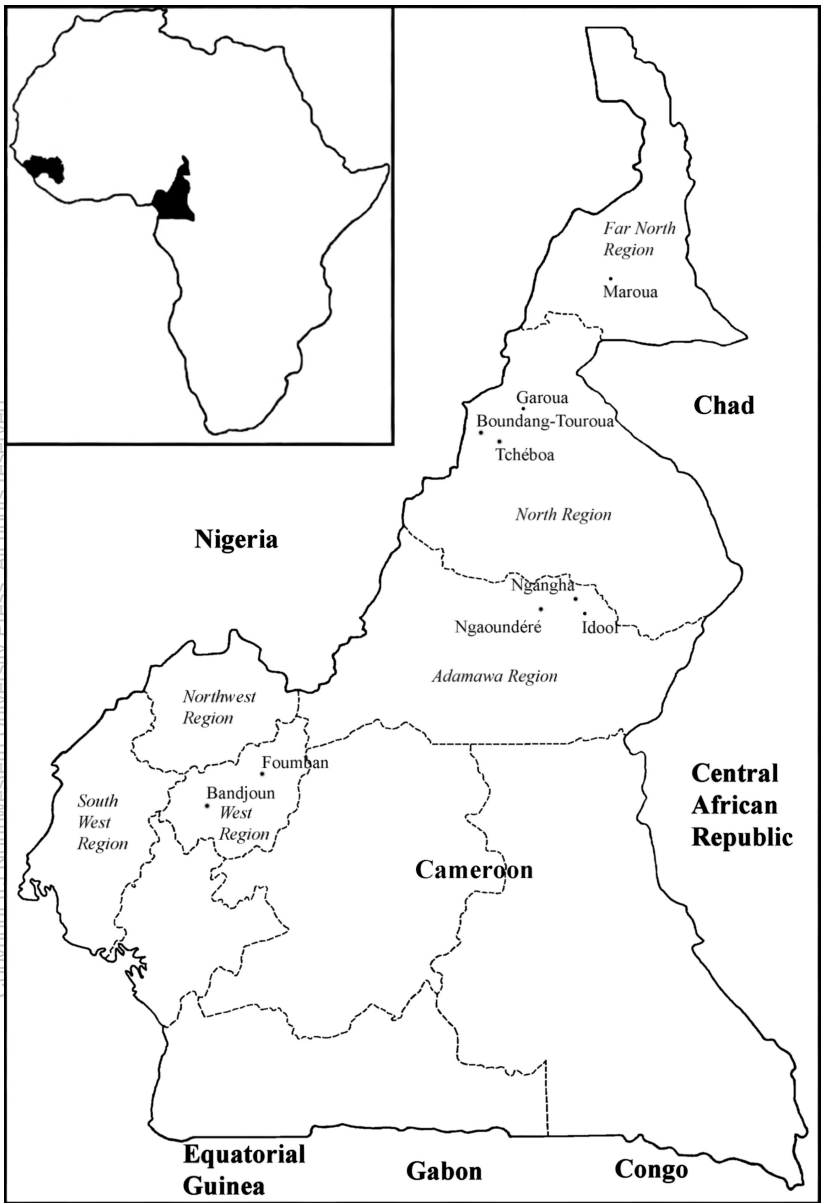 Far North
Region
Maroua
Chad
Garoua
Boundang-Touroua
Tchéboa
North Region
Nigeria
Ngangha
Ngaoundéré
Idool
Adamawa Region
Northwest
Region
Foumban
Bandjoun
West
Region
South
West
Region
Central
African
Republic
Cameroon
Equatorial
Guinea
Gabon
Congo